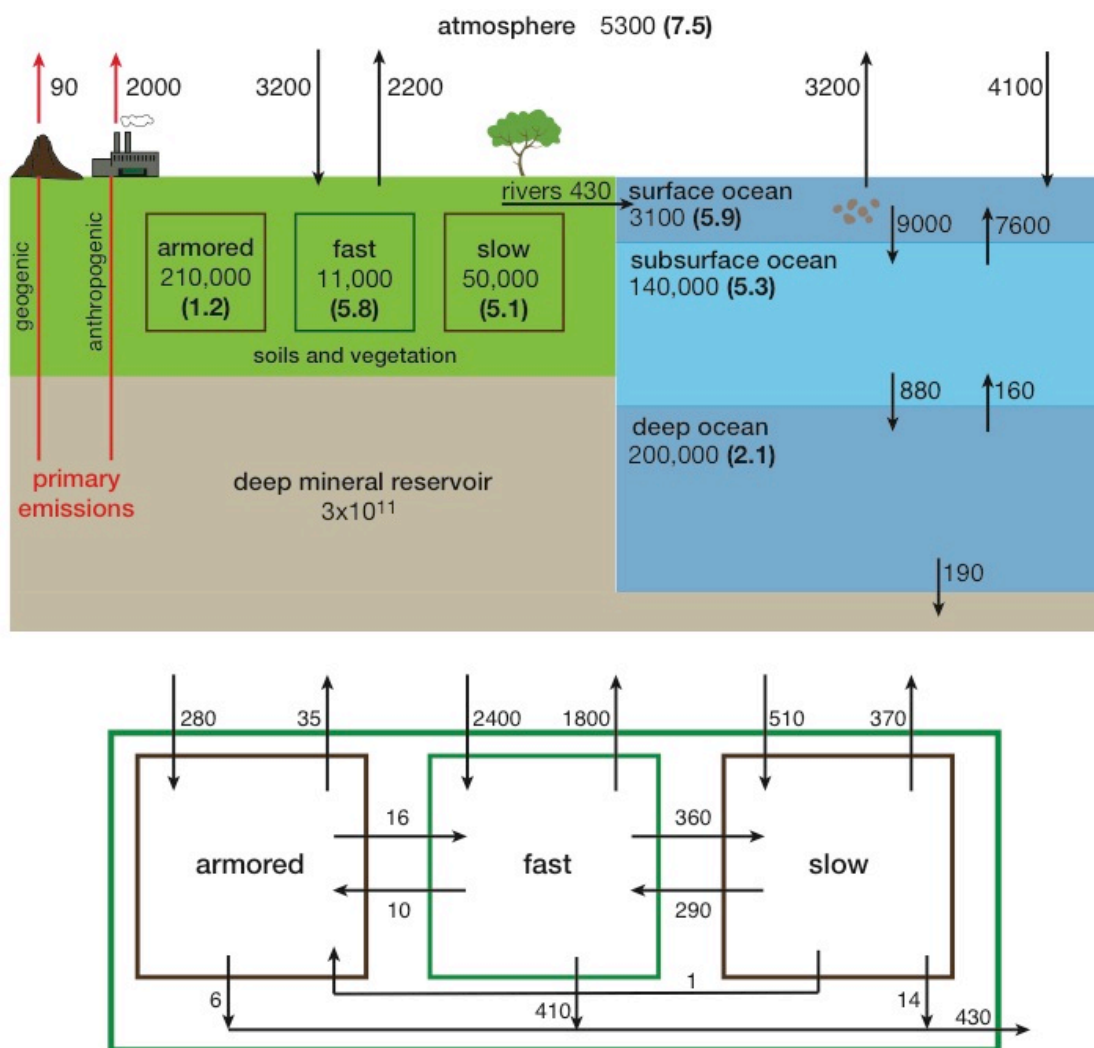 atmosphere 5300 (7.5)
90
2000
3200
2200
3200
4100
rivers 430
geogenic
anthropogenic
armored
210,000
(1.2)
fast
11,000
(5.8)
slow
50,000
(5.1)
soils and vegetation
surface ocean
3100 (5.9)
9000
7600
subsurface ocean
140,000 (5.3)
880
160
deep ocean
200,000 (2.1)
190
primary
emissions
deep mineral reservoir
3x10¹¹
280
35
2400
1800
510
370
armored
16
10
fast
360
290
slow
6
410
1
14
430